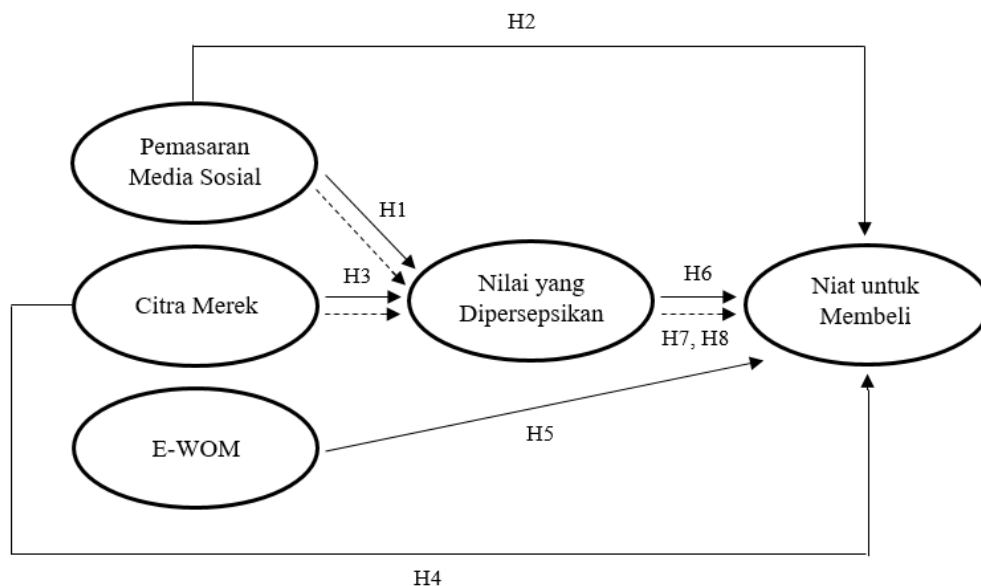 H2
Pemasaran
Media Sosial
H1
H3
Citra Merek
Nilai yang
Dipersepsikan
H6
H7, H8
Niat untuk
Membeli
E-WOM
H5
H4